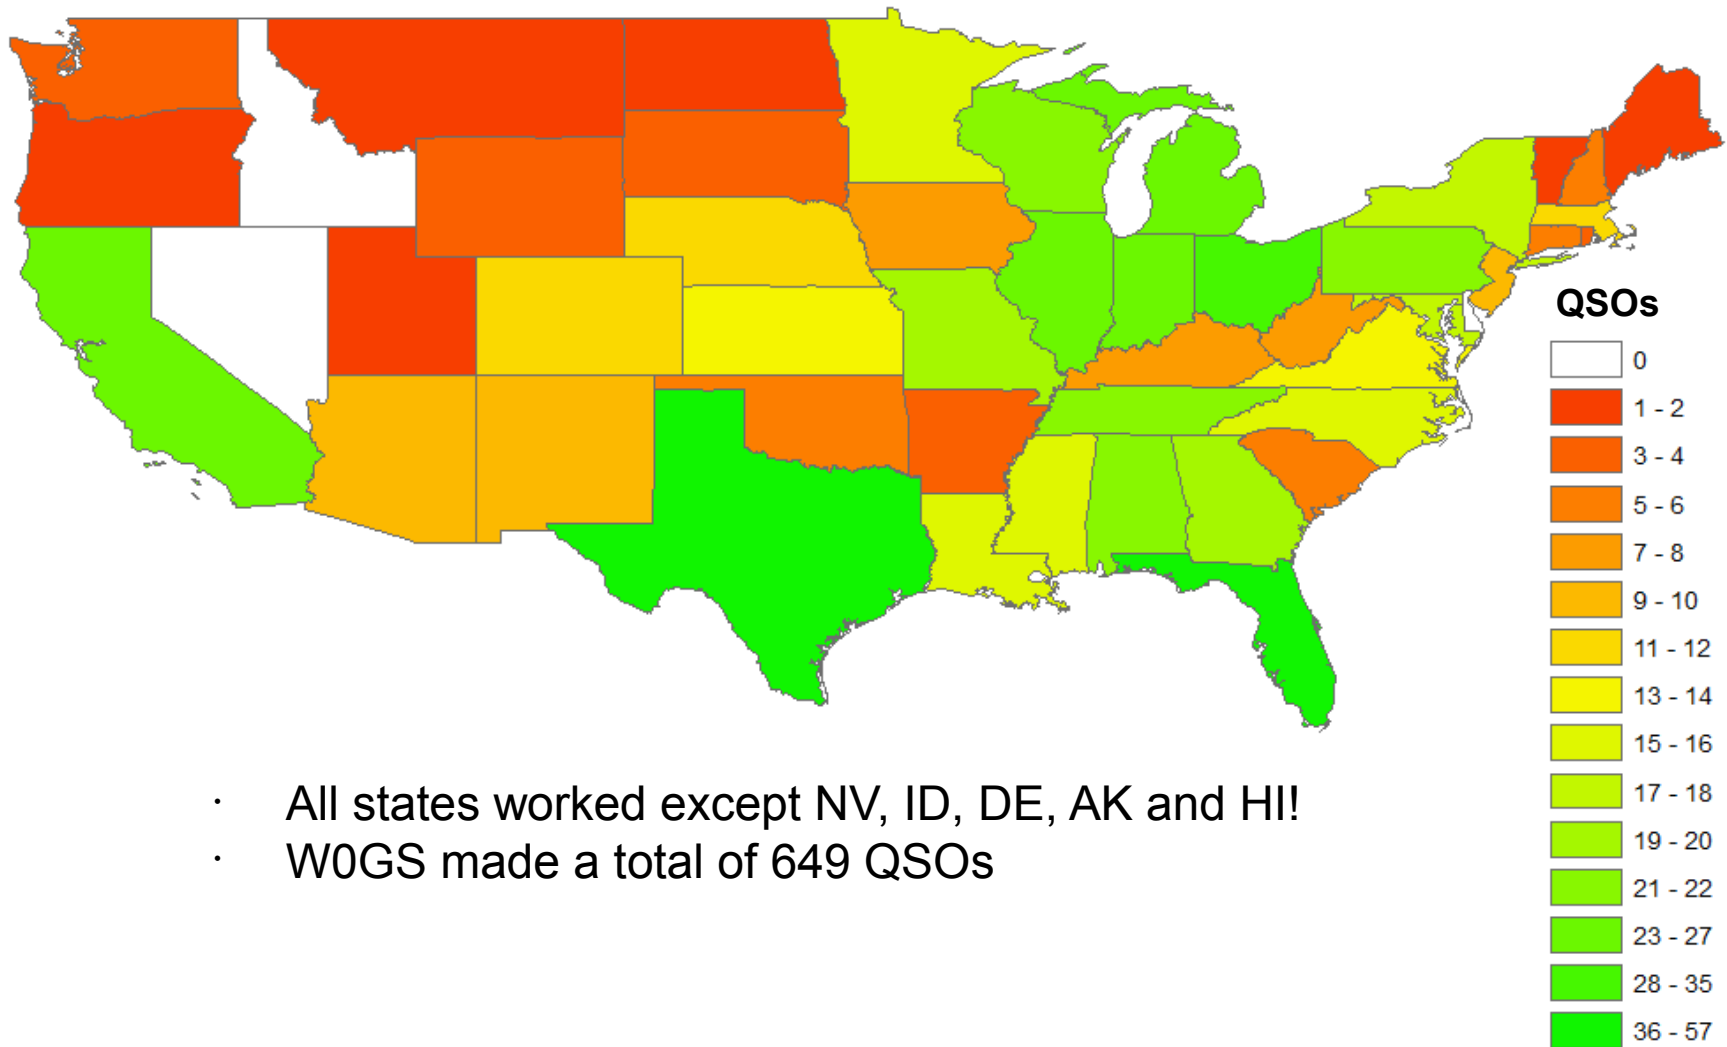 QSOs
0
1 - 2
3 - 4
5 - 6
7 - 8
9 - 10
11 - 12
13 - 14
15 - 16
17 - 18
19 - 20
21 - 22
23 - 27
28 - 35
36 - 57
· All states worked except NV, ID, DE, AK and HI!
· W0GS made a total of 649 QSOs